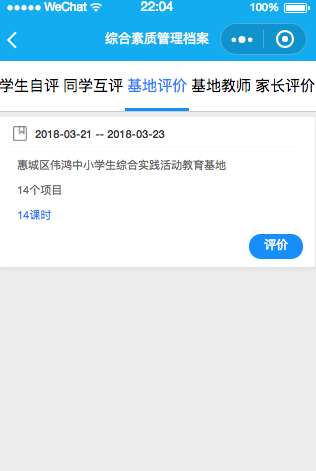 WeChat 22:04 100%
综合素质管理档案
学生自评 同学互评 基地评价 基地教师 家长评价
2018-03-21 -- 2018-03-23
惠城区伟鸿中小学生综合实践活动教育基地
14个项目
14课时
评价